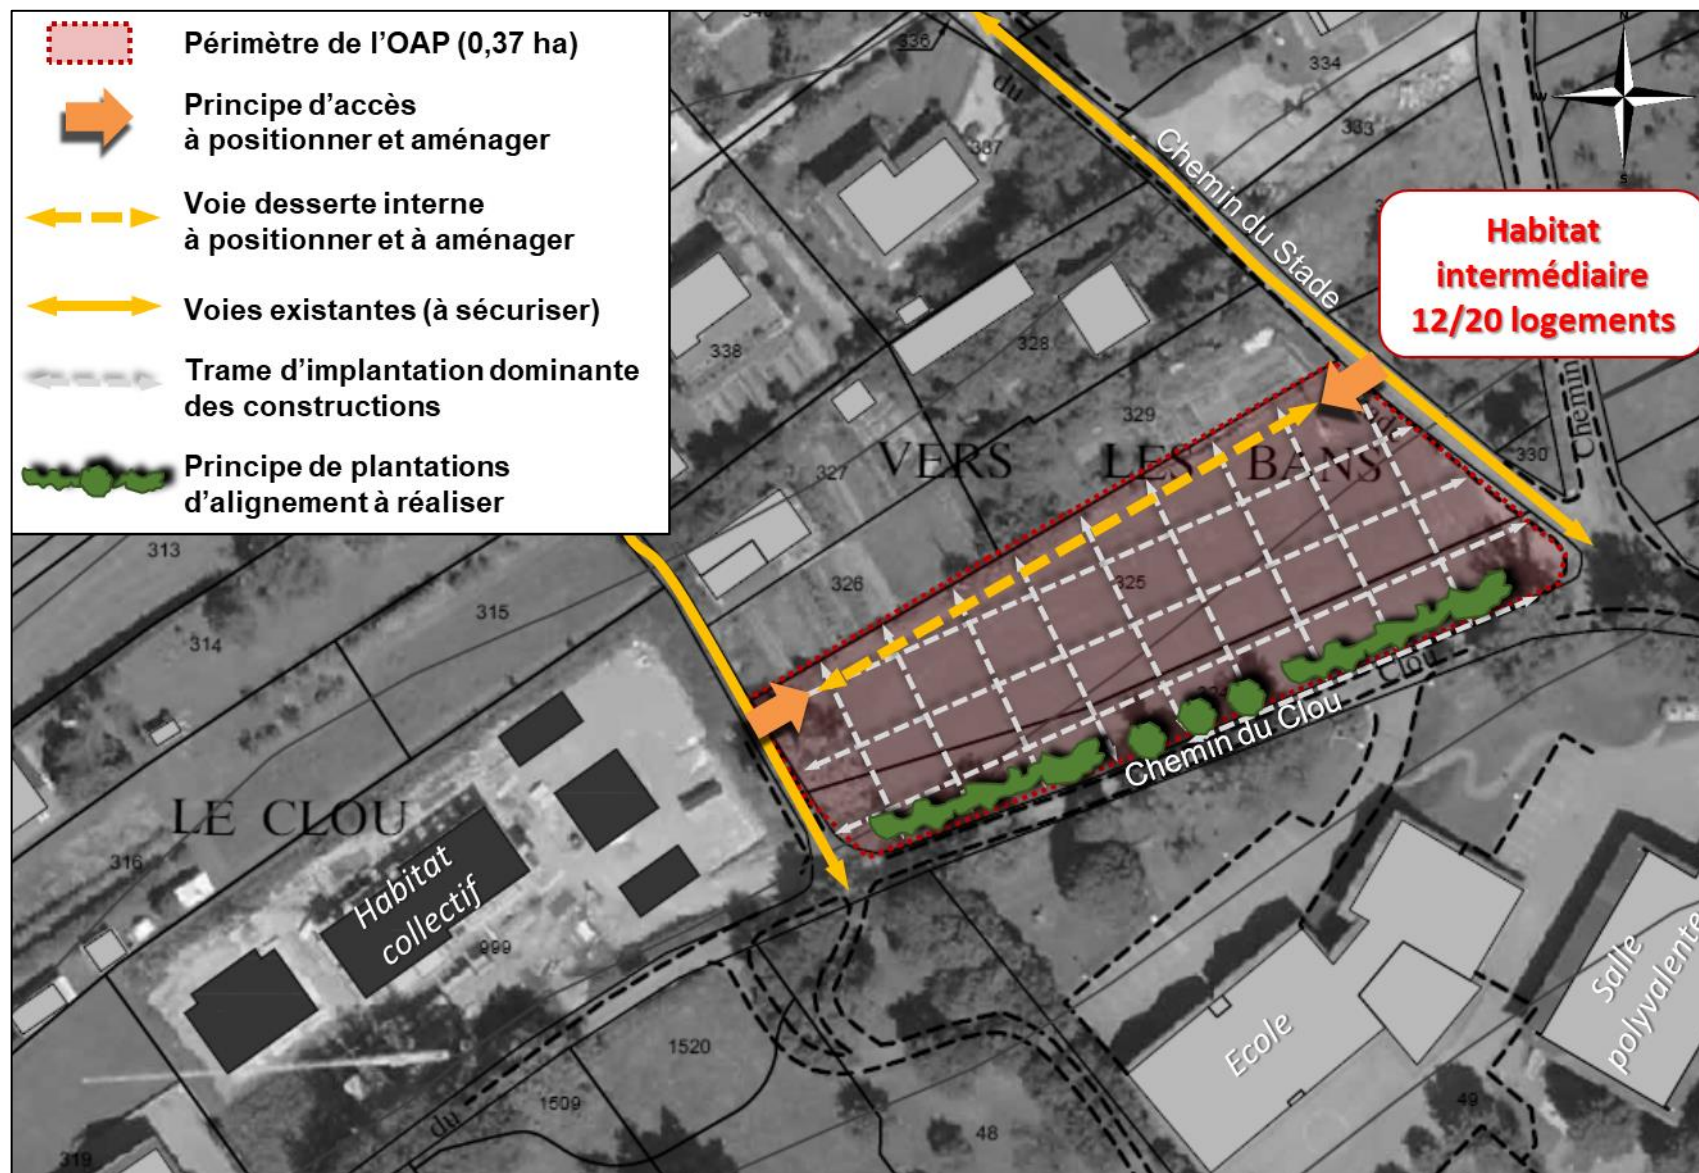 Périmètre de l'OAP (0,37 ha)
Principe d'accès
à positionner et aménager
Voie desserte interne
à positionner et à aménager
Voies existantes (à sécuriser)
Trame d'implantation dominante
des constructions
Principe de plantations
d'alignement à réaliser
336
du
334
333
337
N
W
S
Chemin du Stade
Habitat
intermédiaire
12/20 logements
Chemin
338
328
329
330
327
VERS LES BANS
326
325
313
314
315
316
LE CLOU
Habitat
collectif
999
Chemin du Clou
Clou
Ecole
Salle
polyvalente
1520
1509
du
48
49
319